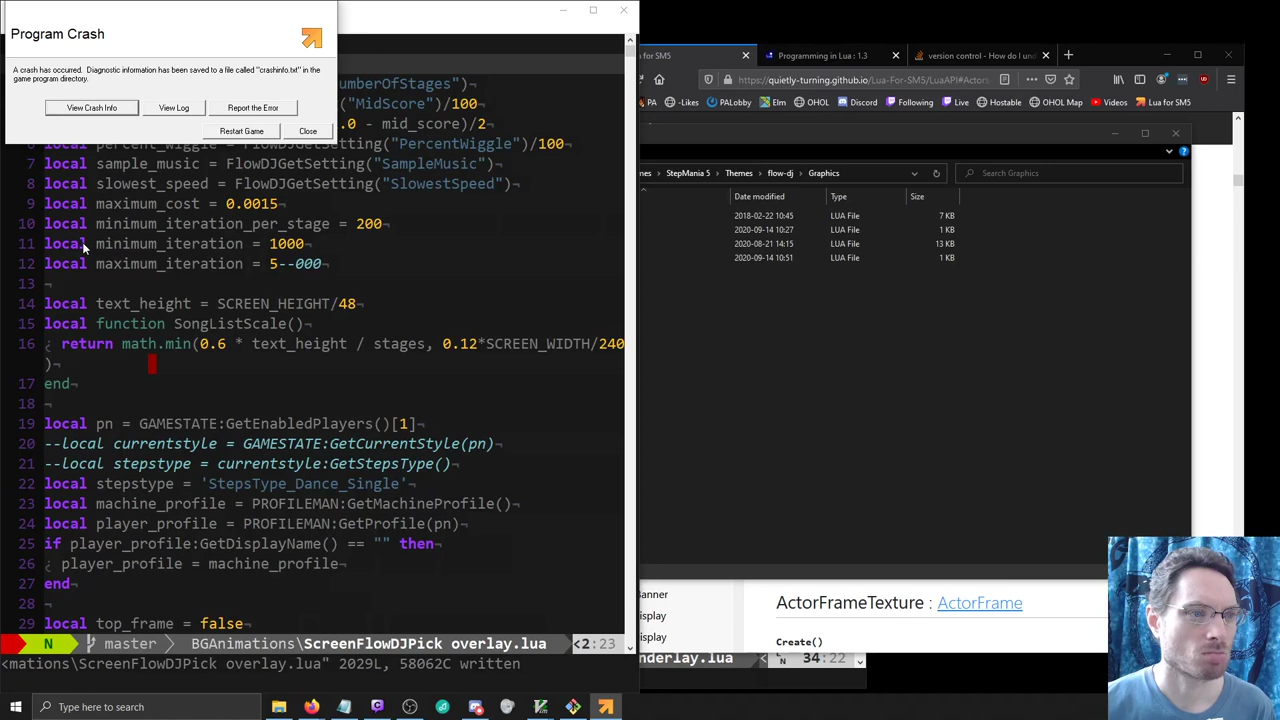 Program Crash
A crash has occurred. Diagnostic information has been saved to a file called "crashinfo.txt" in the
game program directory.
View Crash Info
View Log
Report the Error
Restart Game
Close
umberOfStages")
"MidScore")/100
.0 - mid_score)/2
6 local percent_wiggle = FlowDJGetSetting("PercentWiggle")/100
7 local sample_music = FlowDJGetSetting("SampleMusic")¬
8 local slowest_speed = FlowDJGetSetting("SlowestSpeed")¬
9 local maximum_cost = 0.0015¬
10 local minimum_iteration_per_stage = 200¬
11 local minimum_iteration = 1000¬
12 local maximum_iteration = 5--000¬
13 ¬
14 local text_height = SCREEN_HEIGHT/48¬
15 local function SongListScale()¬
16 ¿ return math.min(0.6 * text_height / stages, 0.12*SCREEN_WIDTH/240
)¬
17 end¬
18 ¬
19 local pn = GAMESTATE:GetEnabledPlayers()[1]¬
20 --local currentstyle = GAMESTATE:GetCurrentStyle(pn)¬
21 --local stepstype = currentstyle:GetStepsType()¬
22 local stepstype = 'StepsType_Dance_Single'¬
23 local machine_profile = PROFILEMAN:GetMachineProfile()¬
24 local player_profile = PROFILEMAN:GetProfile(pn)¬
25 if player_profile:GetDisplayName() == "" then¬
26 ¿ player_profile = machine_profile¬
27 end¬
28 ¬
29 local top_frame = false¬
N master BGAnimations\ScreenFlowDJPick overlay.lua <2:23
<mations\ScreenFlowDJPick overlay.lua" 2029L, 58062C written
for SM5
Programming in Lua : 1.3
version control - How do I un
https://quietly-turning.github.io/Lua-For-SM5/LuaAPI#Actors
PA
-Likes
PALobby
Elm
OHOL
Discord
Following
Live
Hostable
OHOL Map
Videos
Lua for SM5
mes > StepMania 5 > Themes > flow-dj > Graphics
Search Graphics
Date modified Type Size
2018-02-22 10:45 LUA File 7 KB
2020-09-14 10:27 LUA File 1 KB
2020-08-21 14:15 LUA File 13 KB
2020-09-14 10:51 LUA File 1 KB
Banner
isplay
isplay
ActorFrameTexture : ActorFrame
Create()
nderlay.lua < LN 34:22
Type here to search